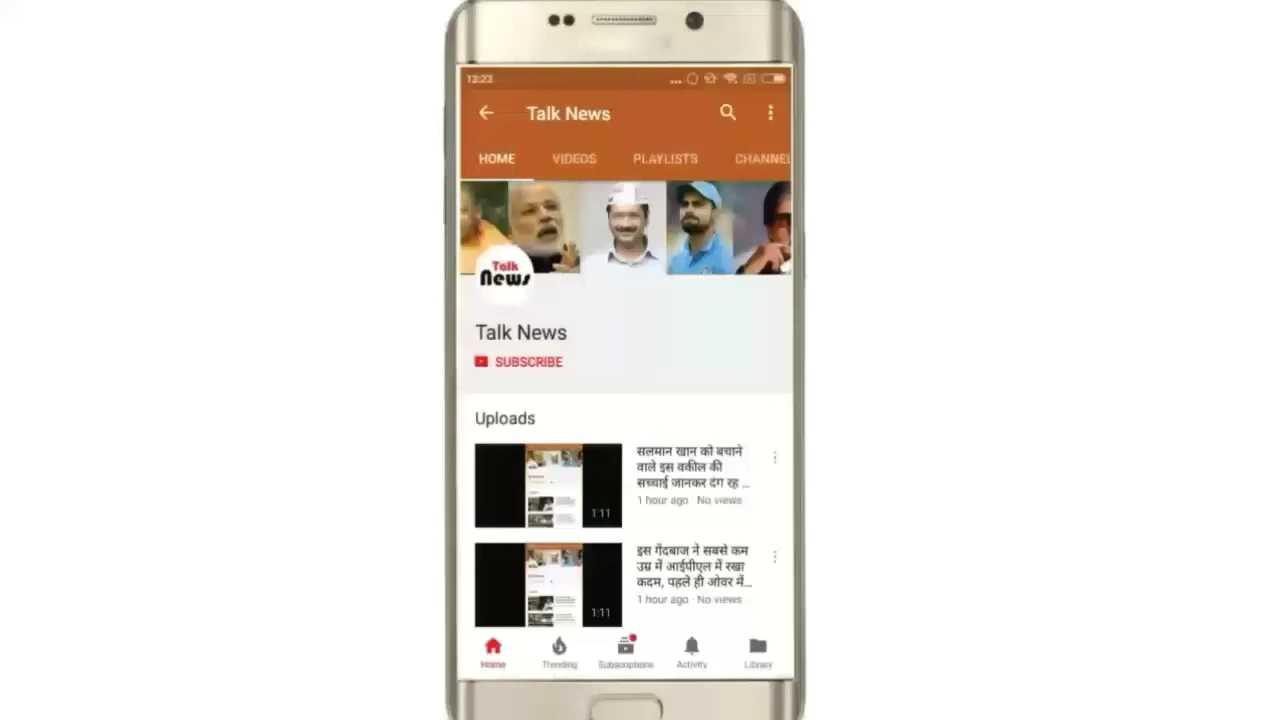 12:23
Talk News
HOME VIDEOS PLAYLISTS CHANNEL
Talk
News
Talk News
SUBSCRIBE
Uploads
सलमान खान को बचाने
वाले इस वकील की
सच्चाई जानकर दंग रह ...
1 hour ago · No views
1:11
इस गेंदबाज ने सबसे कम
उम्र में आईपीएल में रखा
कदम, पहले ही ओवर में...
1 hour ago · No views
1:11
Home Trending Subscriptions Activity Library